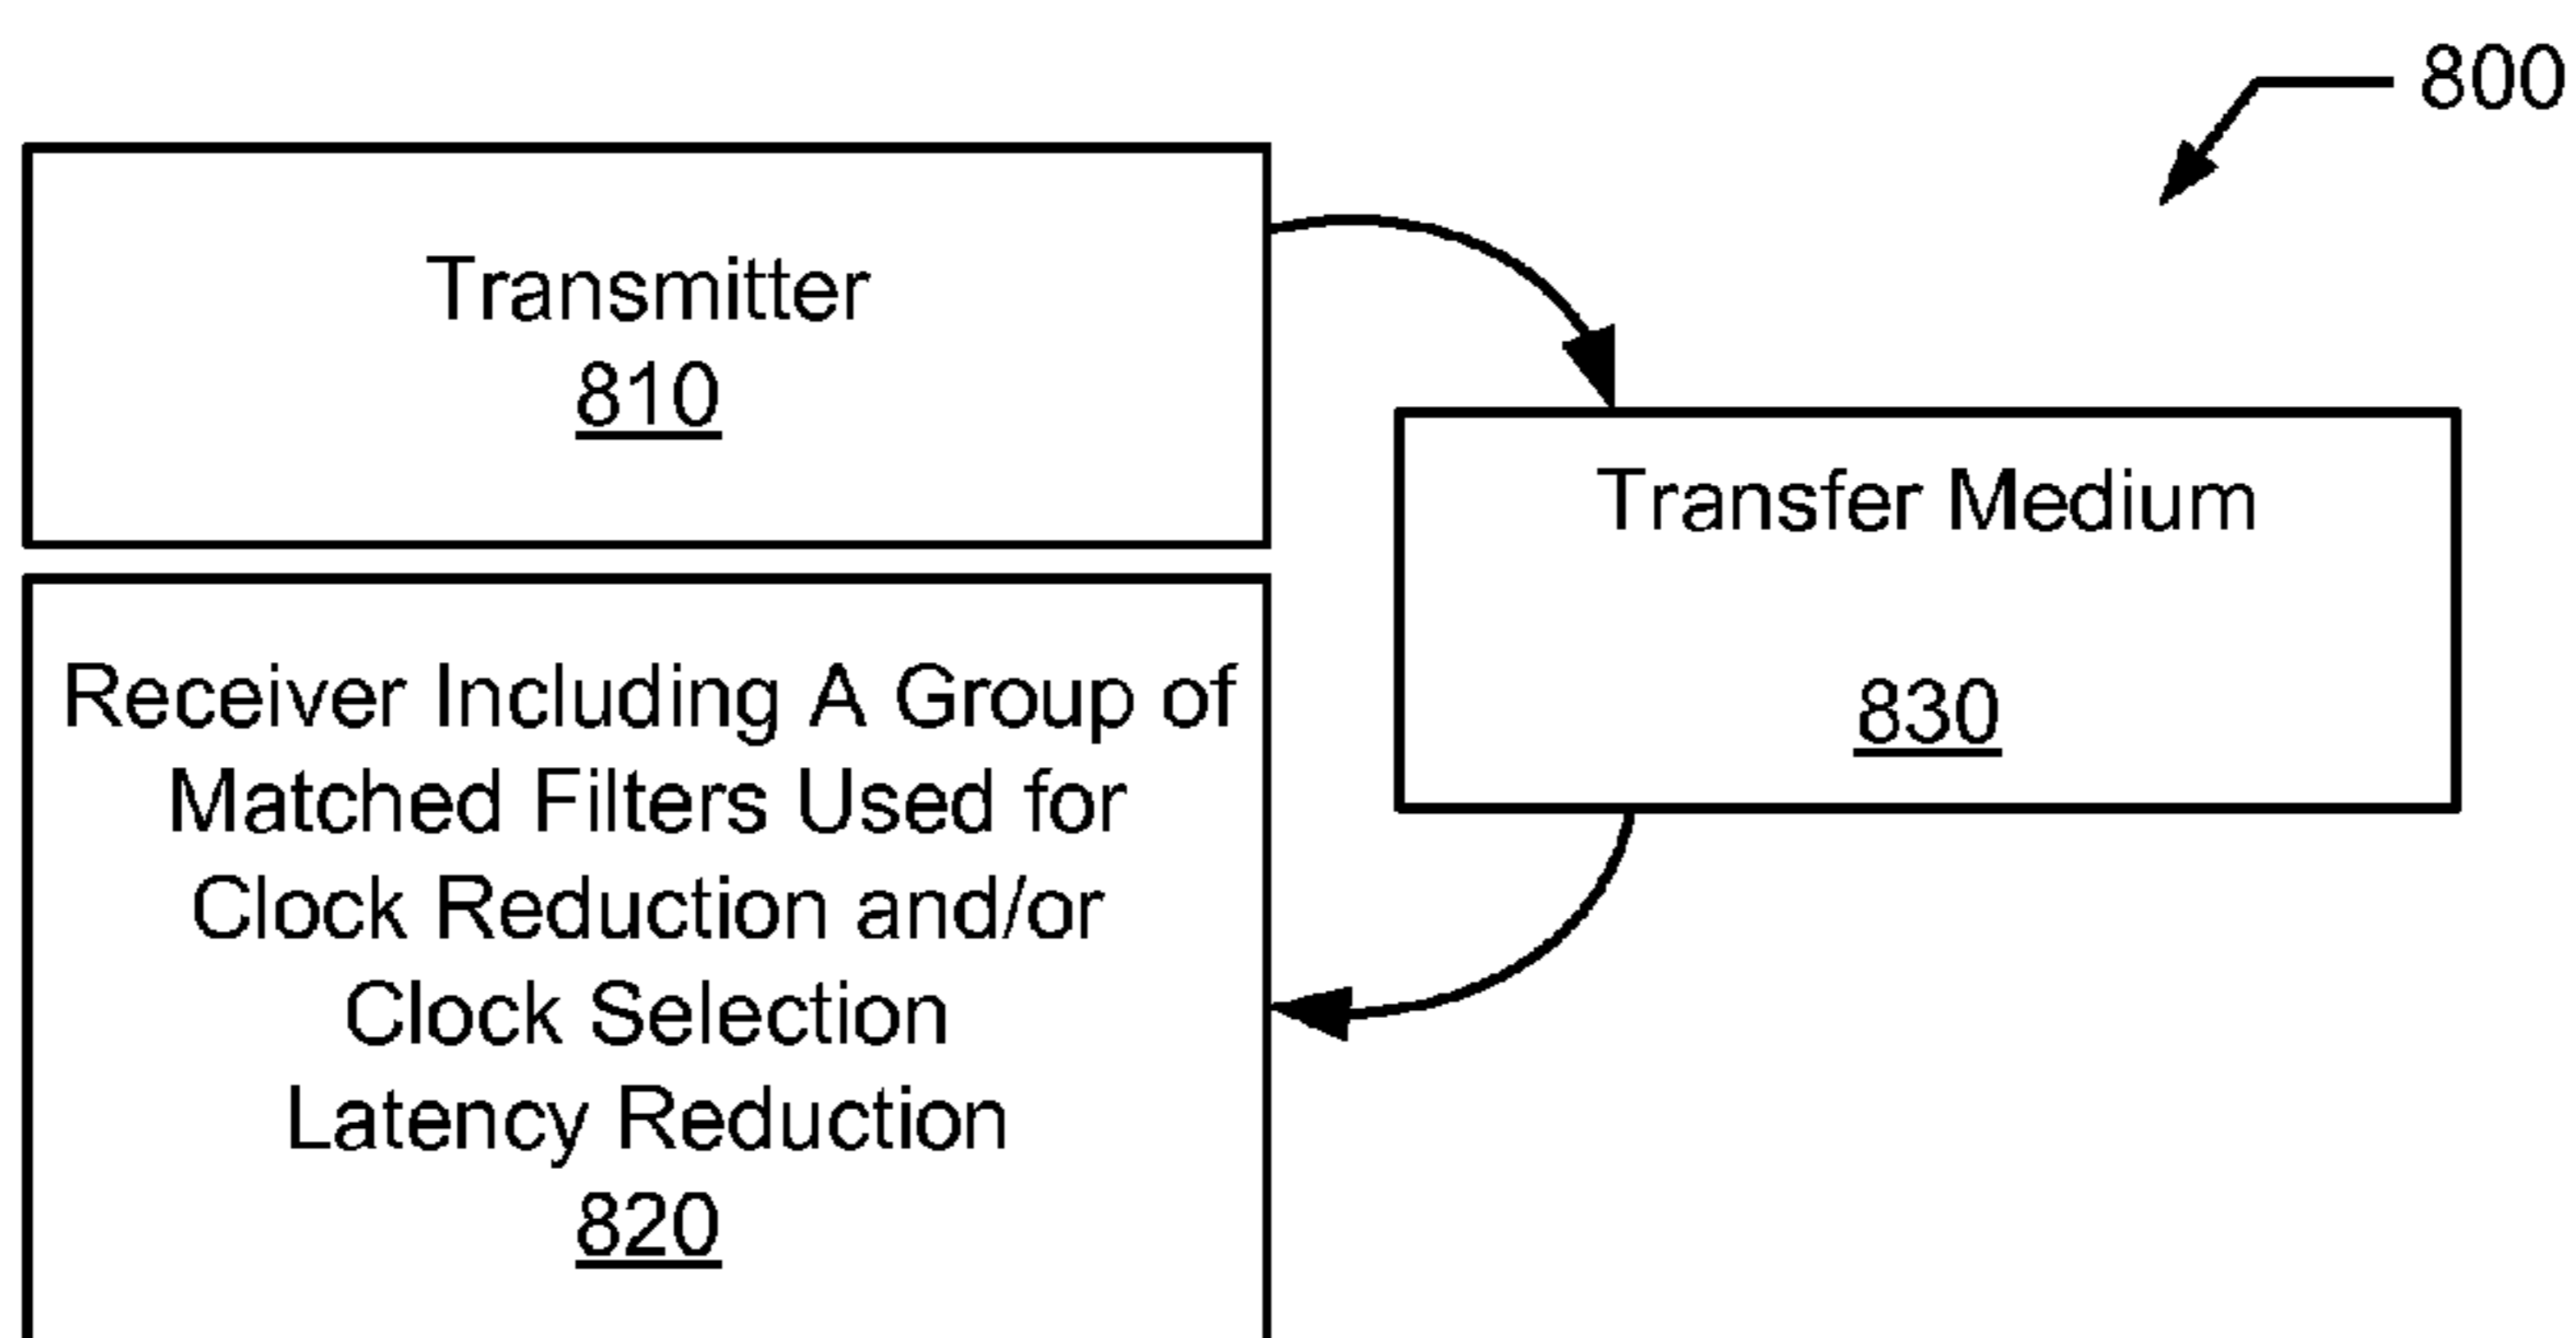 800
Transmitter
810
Transfer Medium
830
Receiver Including A Group of
Matched Filters Used for
Clock Reduction and/or
Clock Selection
Latency Reduction
820